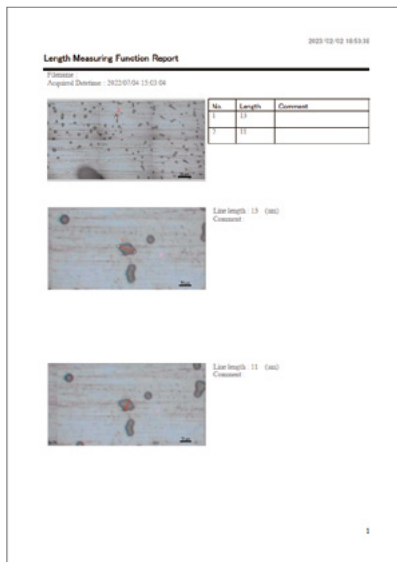 2023/02/02 16:53:38
Length Measuring Function Report
Filename :
Acquired Datetime : 2022/07/04 15:03:04
No. Length Comment
1 13
2 11
Line length : 13 (um)
Comment :
Line length : 11 (um)
Comment :
1